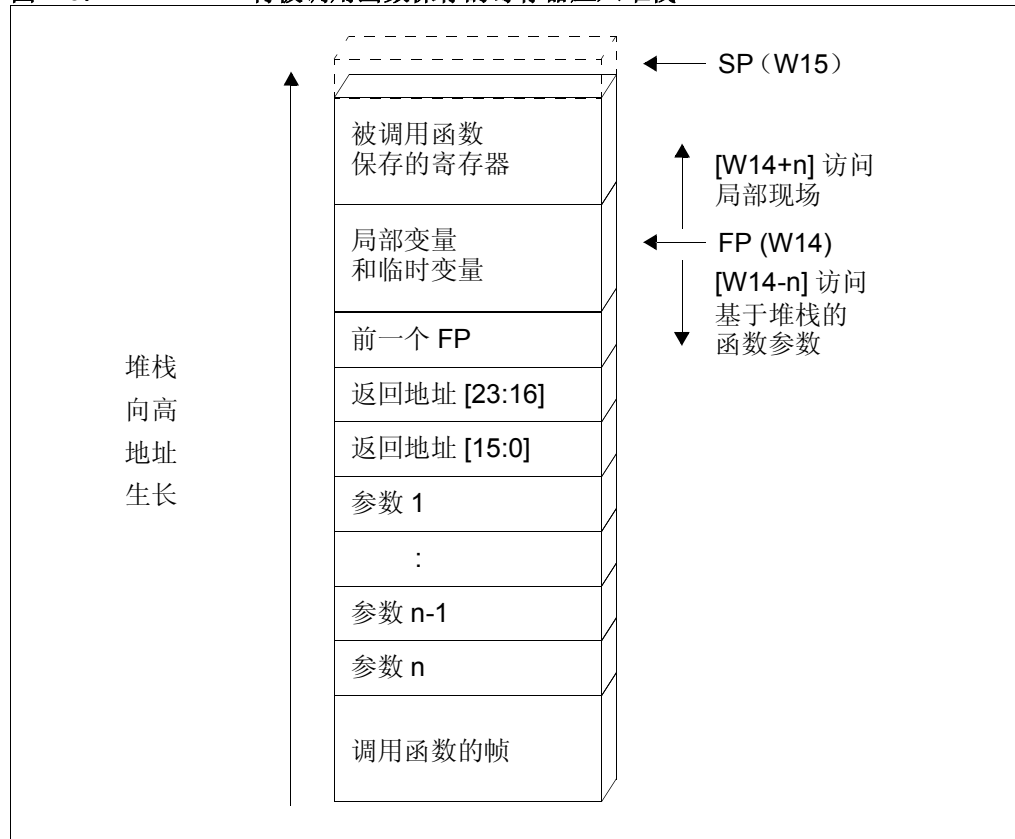 SP（W15）
被调用函数
保存的寄存器
[W14+n] 访问
局部现场
局部变量
和临时变量
FP (W14)
[W14-n] 访问
基于堆栈的
函数参数
前一个 FP
堆栈
向高
地址
生长
返回地址 [23:16]
返回地址 [15:0]
参数 1
:
参数 n-1
参数 n
调用函数的帧